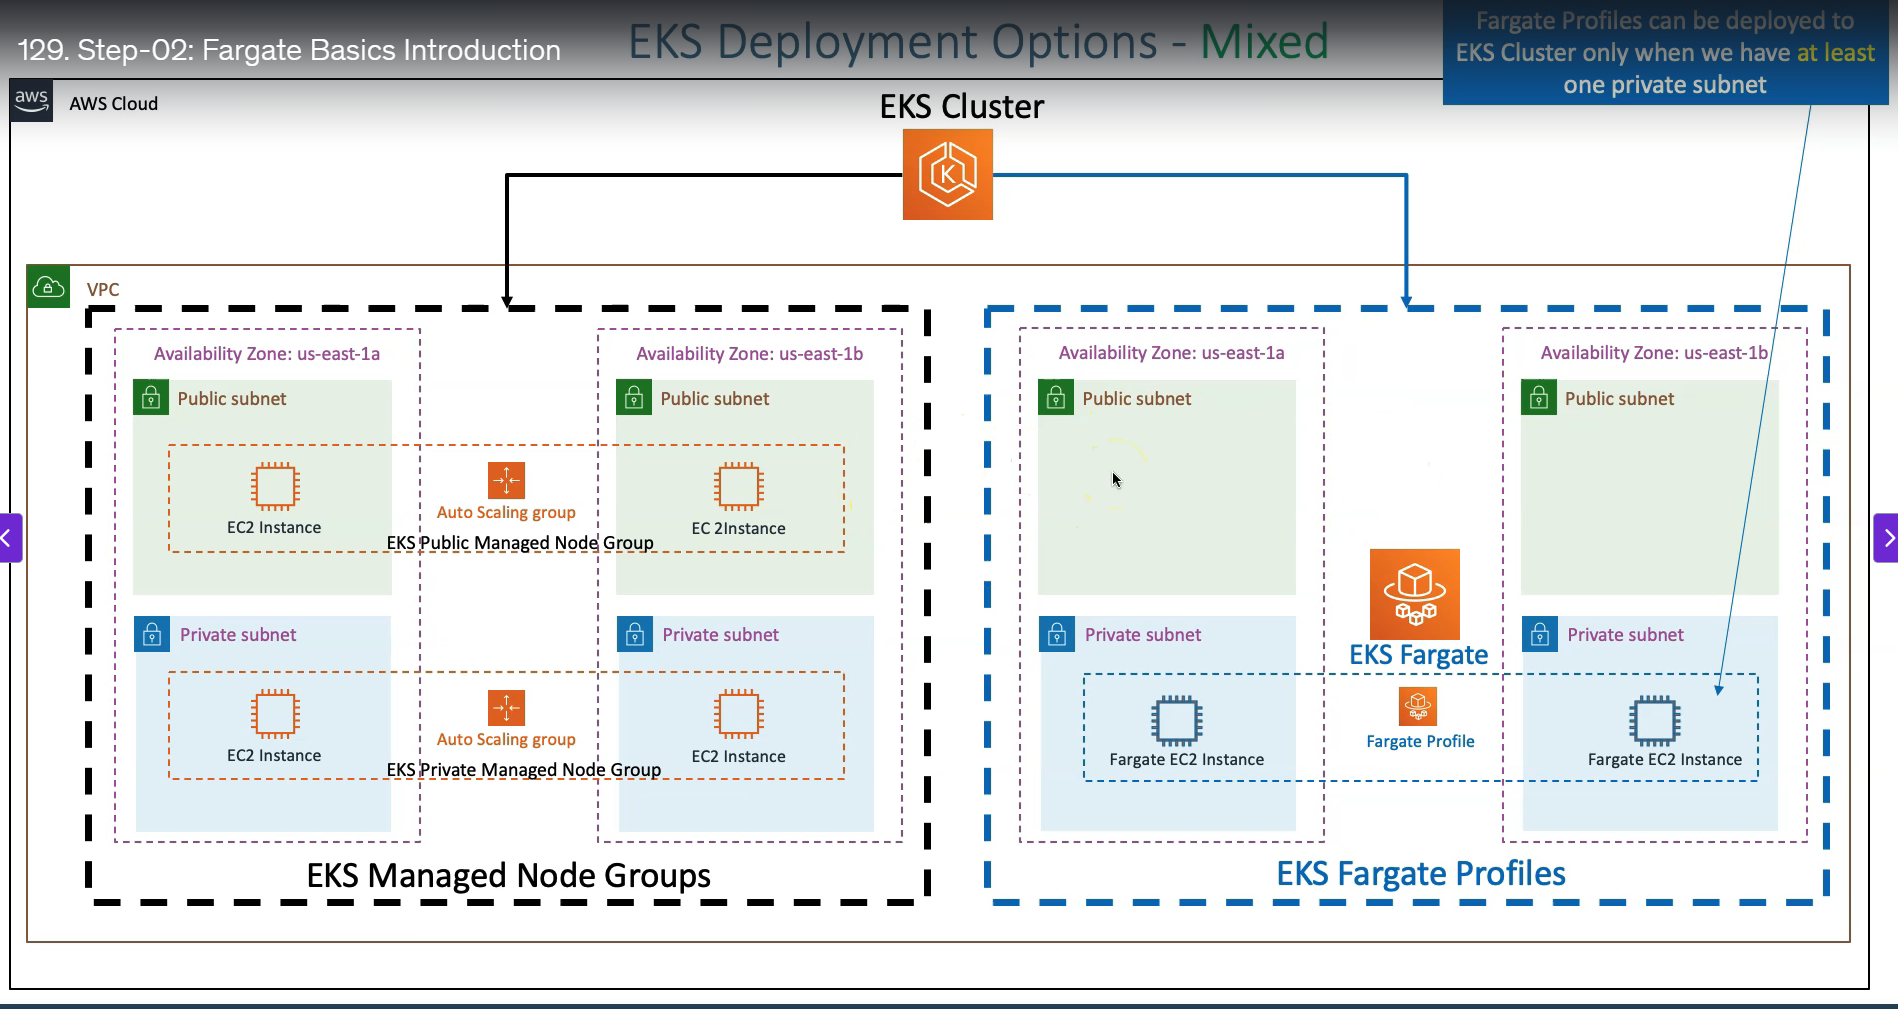 129. Step-02: Fargate Basics Introduction
EKS Deployment Options - Mixed
Fargate Profiles can be deployed to
EKS Cluster only when we have at least
one private subnet
aws
AWS Cloud
EKS Cluster
K
VPC
Availability Zone: us-east-1a
Public subnet
EC2 Instance
Auto Scaling group
EKS Public Managed Node Group
Availability Zone: us-east-1b
Public subnet
EC 2Instance
Private subnet
EC2 Instance
Auto Scaling group
EKS Private Managed Node Group
Private subnet
EC2 Instance
EKS Managed Node Groups
Availability Zone: us-east-1a
Public subnet
Availability Zone: us-east-1b
Public subnet
EKS Fargate
Private subnet
Fargate EC2 Instance
Fargate Profile
Private subnet
Fargate EC2 Instance
EKS Fargate Profiles